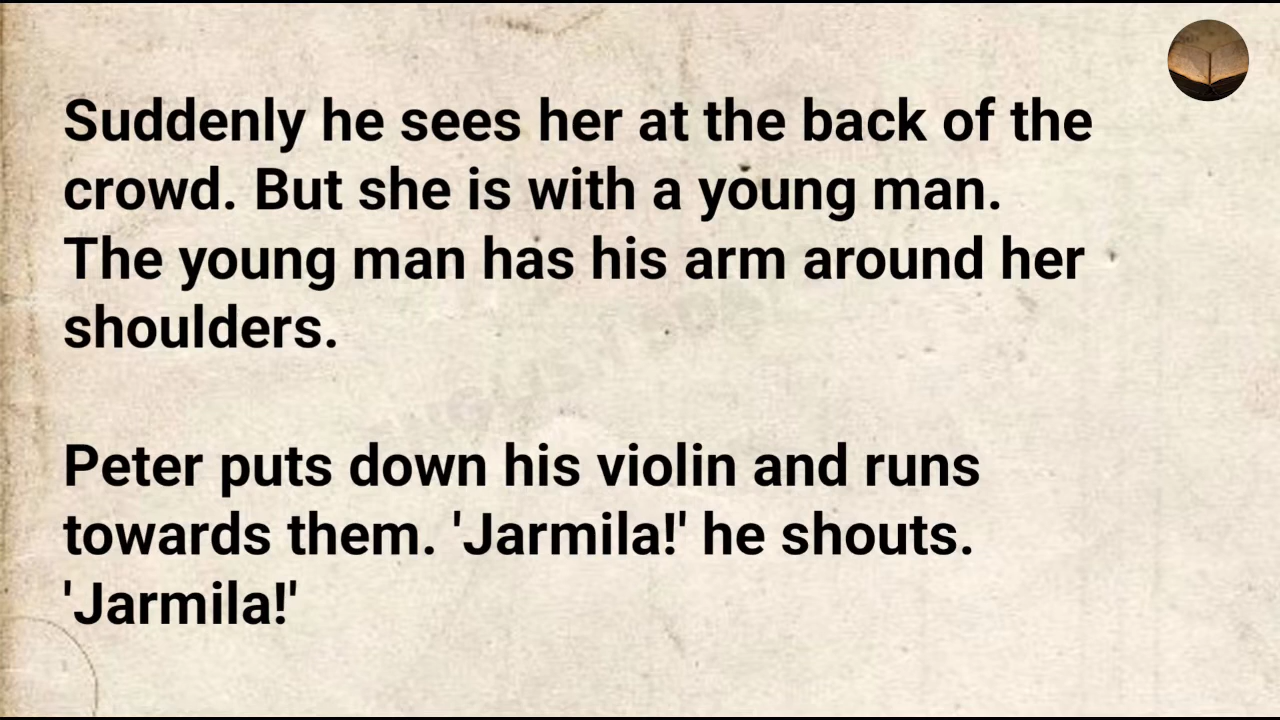 Suddenly he sees her at the back of the
crowd. But she is with a young man.
The young man has his arm around her
shoulders.
Peter puts down his violin and runs
towards them. 'Jarmila!' he shouts.
'Jarmila!'